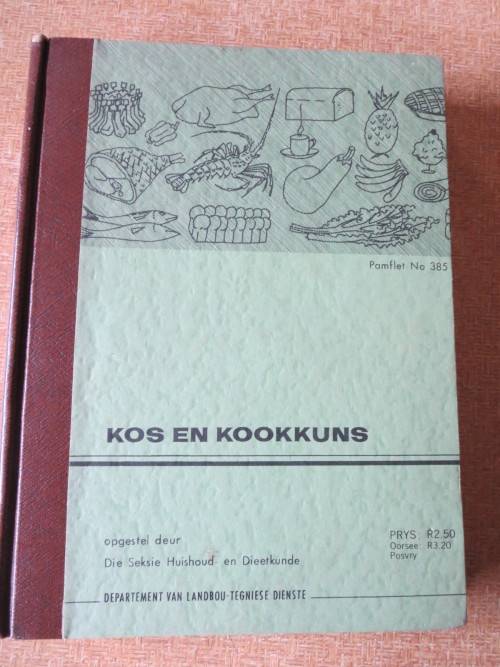 Pamflet No 385
KOS EN KOOKKUNS
opgestel deur
Die Seksie Huishoud- en Dieetkunde
PRYS R2.50
Oorsee: R3.20
Posvry
DEPARTEMENT VAN LANDBOU-TEGNIESE DIENSTE